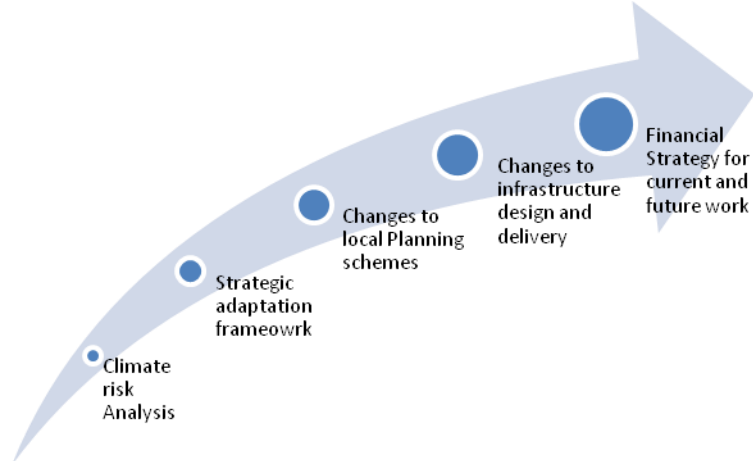 Climate
risk
Analysis
Strategic
adaptation
frameowrk
Changes to
local Planning
schemes
Changes to
infrastructure
design and
delivery
Financial
Strategy for
current and
future work